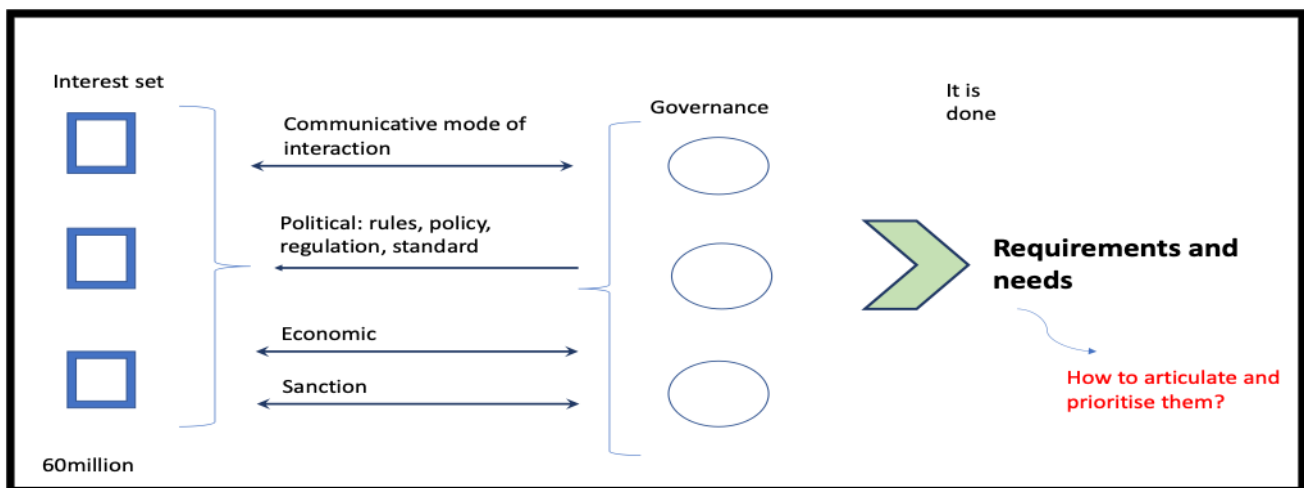 Interest set
Communicative mode of
interaction
Political: rules, policy,
regulation, standard
Economic
Sanction
60million
Governance
It is
done
Requirements and
needs
How to articulate and
prioritise them?